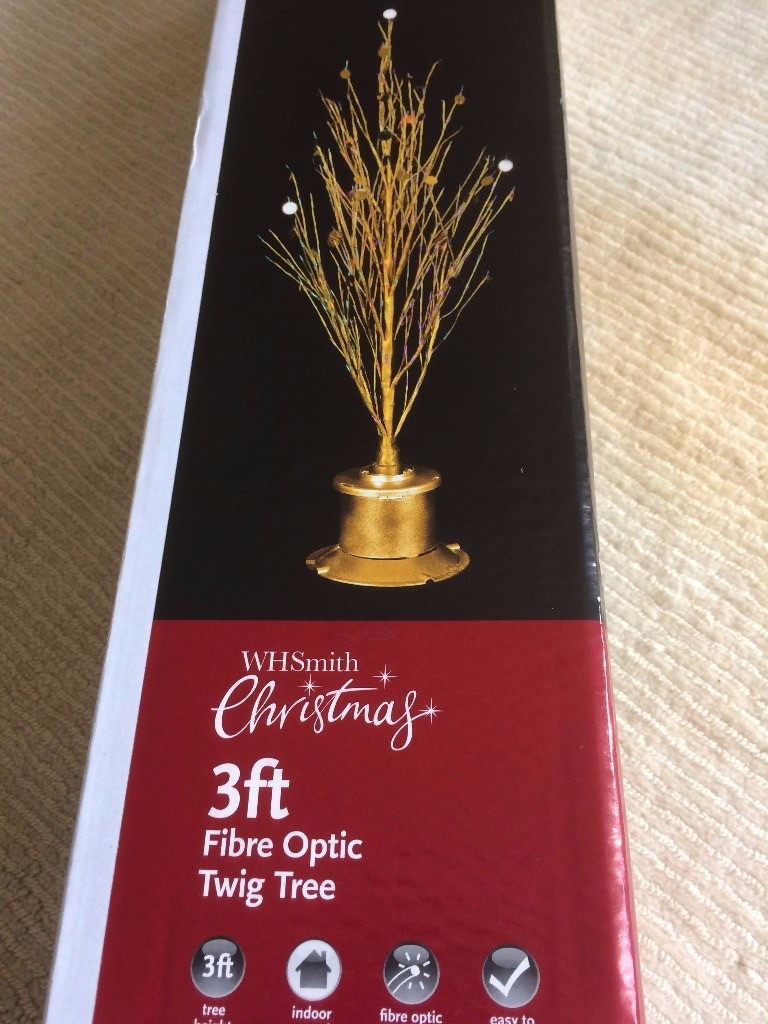 WHSmith
Christmas
3ft
Fibre Optic
Twig Tree
3ft
tree
indoor
fibre optic
easy to